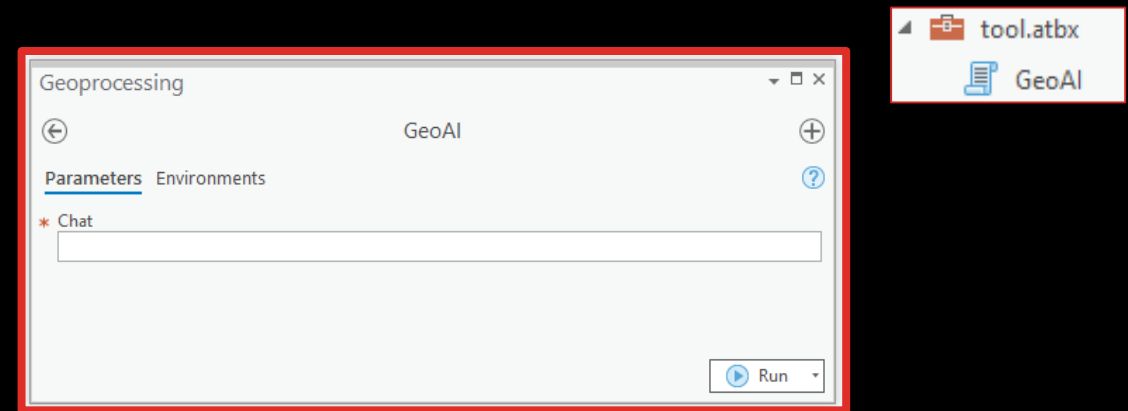 Geoprocessing
GeoAI
Parameters Environments
* Chat
Run
tool.atbx
GeoAI